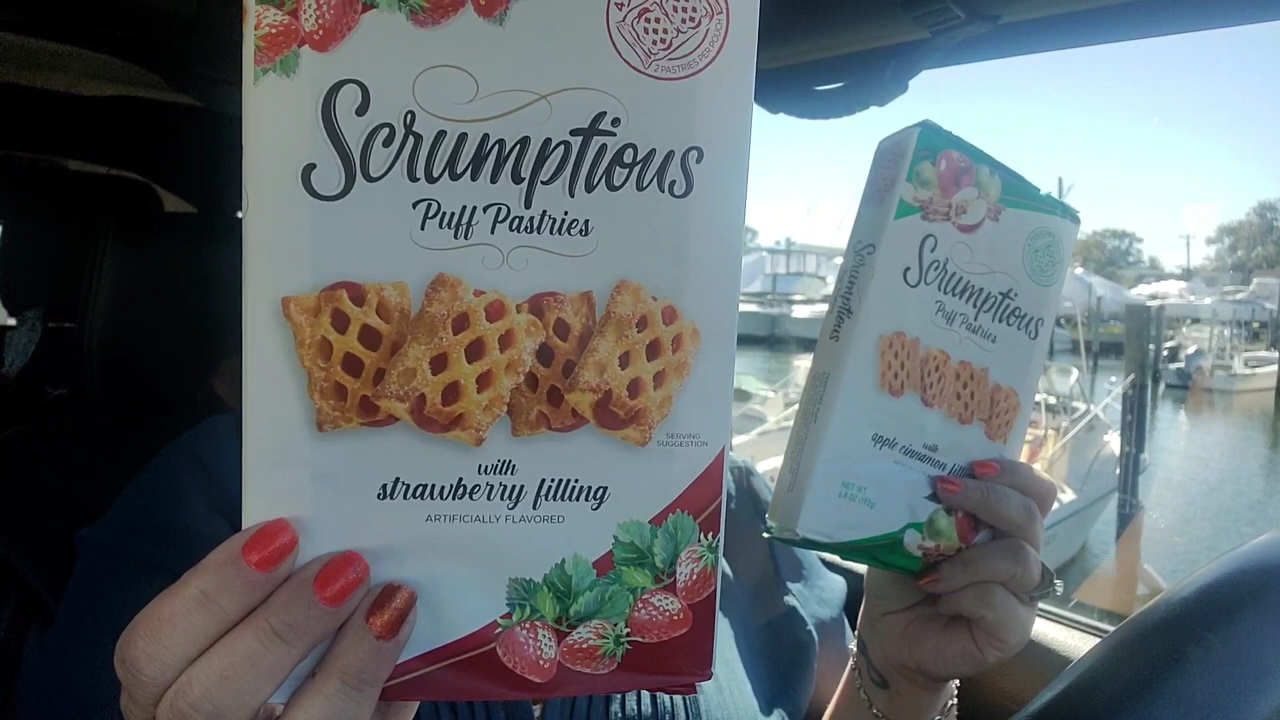 2 PASTRIES PER POUCH
Scrumptious
Puff Pastries
SERVING
SUGGESTION
with
strawberry filling
ARTIFICIALLY FLAVORED
Scrumptious
Scrumptious
Puff Pastries
with
apple cinnamon
NET WT